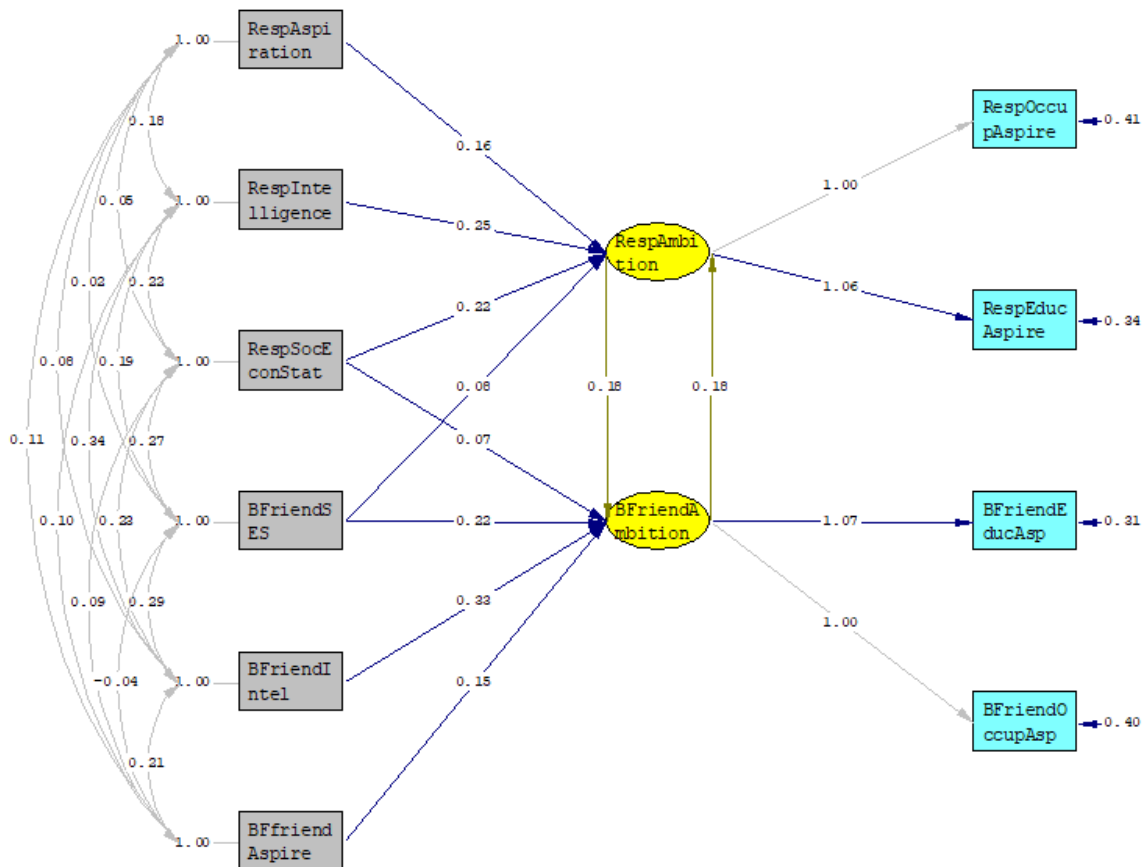 RespAspi
ration
1.00
0.18
RespInte
lligence
1.00
0.05
0.22
0.02
RespSocE
conStat
1.00
0.08
0.19
0.11
0.34
0.27
BFriendS
ES
1.00
0.10
0.23
0.09
0.29
BFriendI
ntel
1.00
-0.04
0.21
BFfriend
Aspire
1.00
0.16
0.25
0.22
0.08
0.07
0.22
0.33
0.15
RespAmbi
tion
0.18
0.18
BFriendA
mbition
1.00
1.06
1.07
1.00
RespOccu
pAspire
0.41
RespEduc
Aspire
0.34
BFriendE
ducAsp
0.31
BFriendO
ccupAsp
0.40